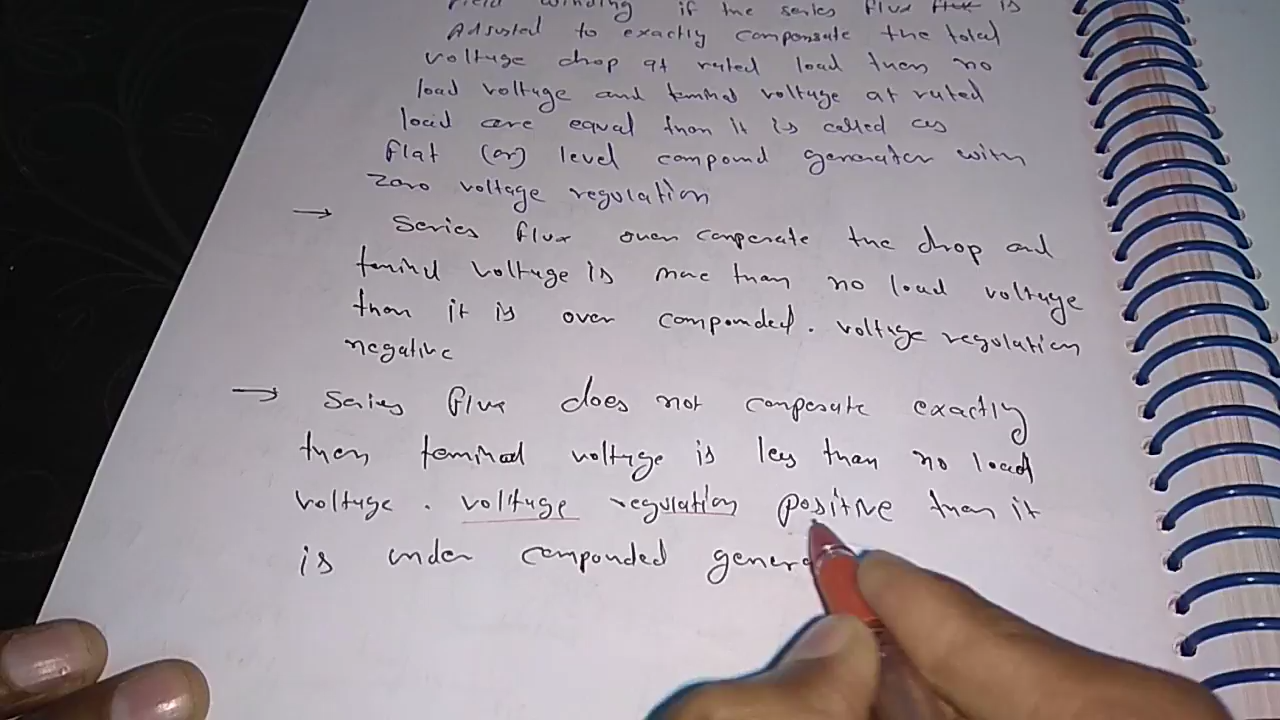 field winding if the series flux is
Adjusted to exactly compensate the total
voltage drop at rated load then no
load voltage and terminal voltage at rated
load are equal then it is called as
flat (or) level compound generator with
zero voltage regulation
→ Series flux over compensate the drop and
terminal voltage is more than no load voltage
then it is over compounded. voltage regulation
negative
→ Series flux does not compensate exactly
then terminal voltage is less than no load
voltage. voltage regulation positive then it
is under compounded genera